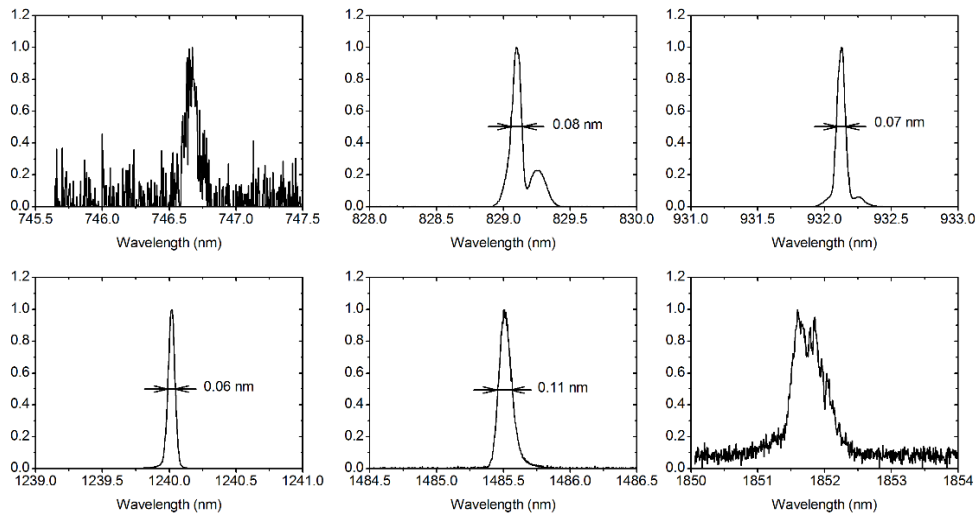 1.2 1.0 0.8 0.6 0.4 0.2 0.0
745.5 746.0 746.5 747.0 747.5
Wavelength (nm)
1.2 1.0 0.8 0.6 0.4 0.2 0.0
0.08 nm
828.0 828.5 829.0 829.5 830.0
Wavelength (nm)
1.2 1.0 0.8 0.6 0.4 0.2 0.0
0.07 nm
931.0 931.5 932.0 932.5 933.0
Wavelength (nm)
1.2 1.0 0.8 0.6 0.4 0.2 0.0
0.06 nm
1239.0 1239.5 1240.0 1240.5 1241.0
Wavelength (nm)
1.2 1.0 0.8 0.6 0.4 0.2 0.0
0.11 nm
1484.5 1485.0 1485.5 1486.0 1486.5
Wavelength (nm)
1.2 1.0 0.8 0.6 0.4 0.2 0.0
1850 1851 1852 1853 1854
Wavelength (nm)